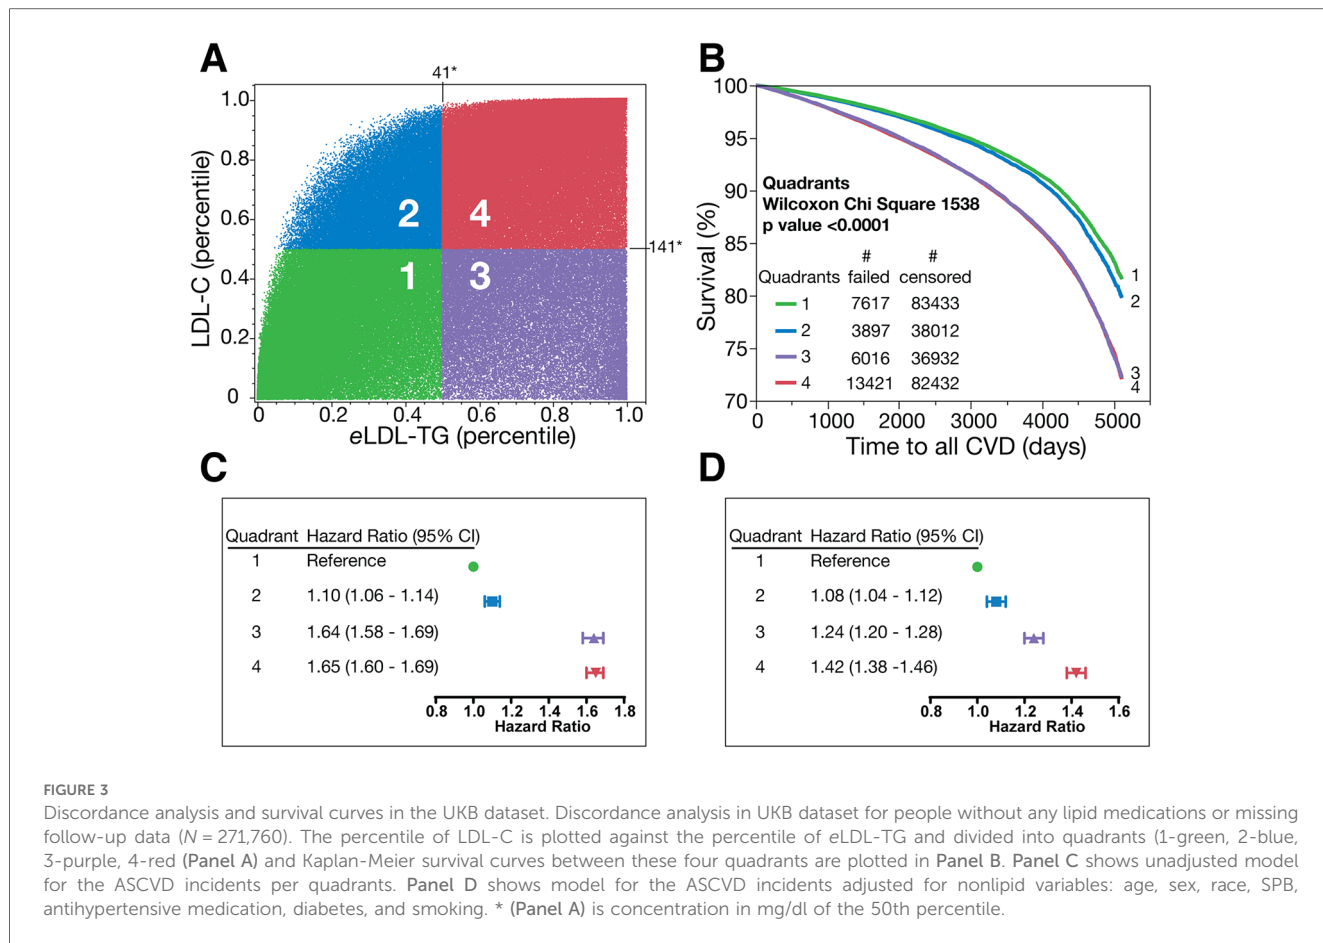 A
41*
LDL-C (percentile)
1.0
0.8
0.6
0.4
0.2
0
2
4
1
3
141*
0
0.2
0.4
0.6
0.8
1.0
eLDL-TG (percentile)
B
Survival (%)
100
95
90
85
80
75
70
Quadrants
Wilcoxon Chi Square 1538
p value <0.0001
# #
Quadrants failed censored
1 7617 83433
2 3897 38012
3 6016 36932
4 13421 82432
1
2
3
4
0 1000 2000 3000 4000 5000
Time to all CVD (days)
C
Quadrant Hazard Ratio (95% CI)
1 Reference
2 1.10 (1.06 - 1.14)
3 1.64 (1.58 - 1.69)
4 1.65 (1.60 - 1.69)
0.8 1.0 1.2 1.4 1.6 1.8
Hazard Ratio
D
Quadrant Hazard Ratio (95% CI)
1 Reference
2 1.08 (1.04 - 1.12)
3 1.24 (1.20 - 1.28)
4 1.42 (1.38 -1.46)
0.8 1.0 1.2 1.4 1.6
Hazard Ratio
FIGURE 3
Discordance analysis and survival curves in the UKB dataset. Discordance analysis in UKB dataset for people without any lipid medications or missing
follow-up data (N = 271,760). The percentile of LDL-C is plotted against the percentile of eLDL-TG and divided into quadrants (1-green, 2-blue,
3-purple, 4-red (Panel A) and Kaplan-Meier survival curves between these four quadrants are plotted in Panel B. Panel C shows unadjusted model
for the ASCVD incidents per quadrants. Panel D shows model for the ASCVD incidents adjusted for nonlipid variables: age, sex, race, SPB,
antihypertensive medication, diabetes, and smoking. * (Panel A) is concentration in mg/dl of the 50th percentile.